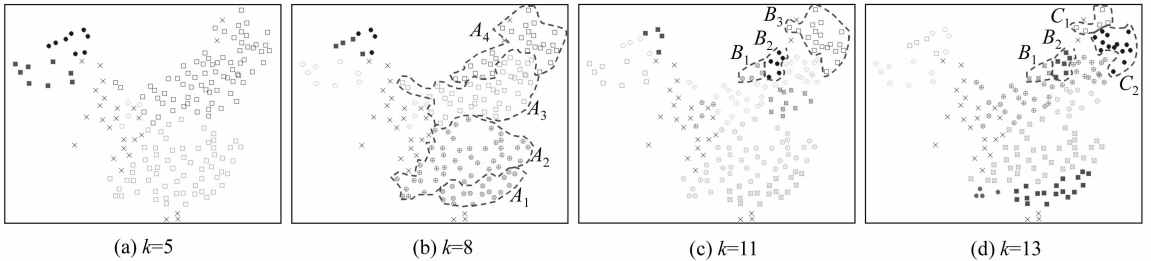 A₄
A₃
A₂
A₁
B₃
B₂
B₁
C₁
B₂
B₁
C₂
(a) k=5
(b) k=8
(c) k=11
(d) k=13